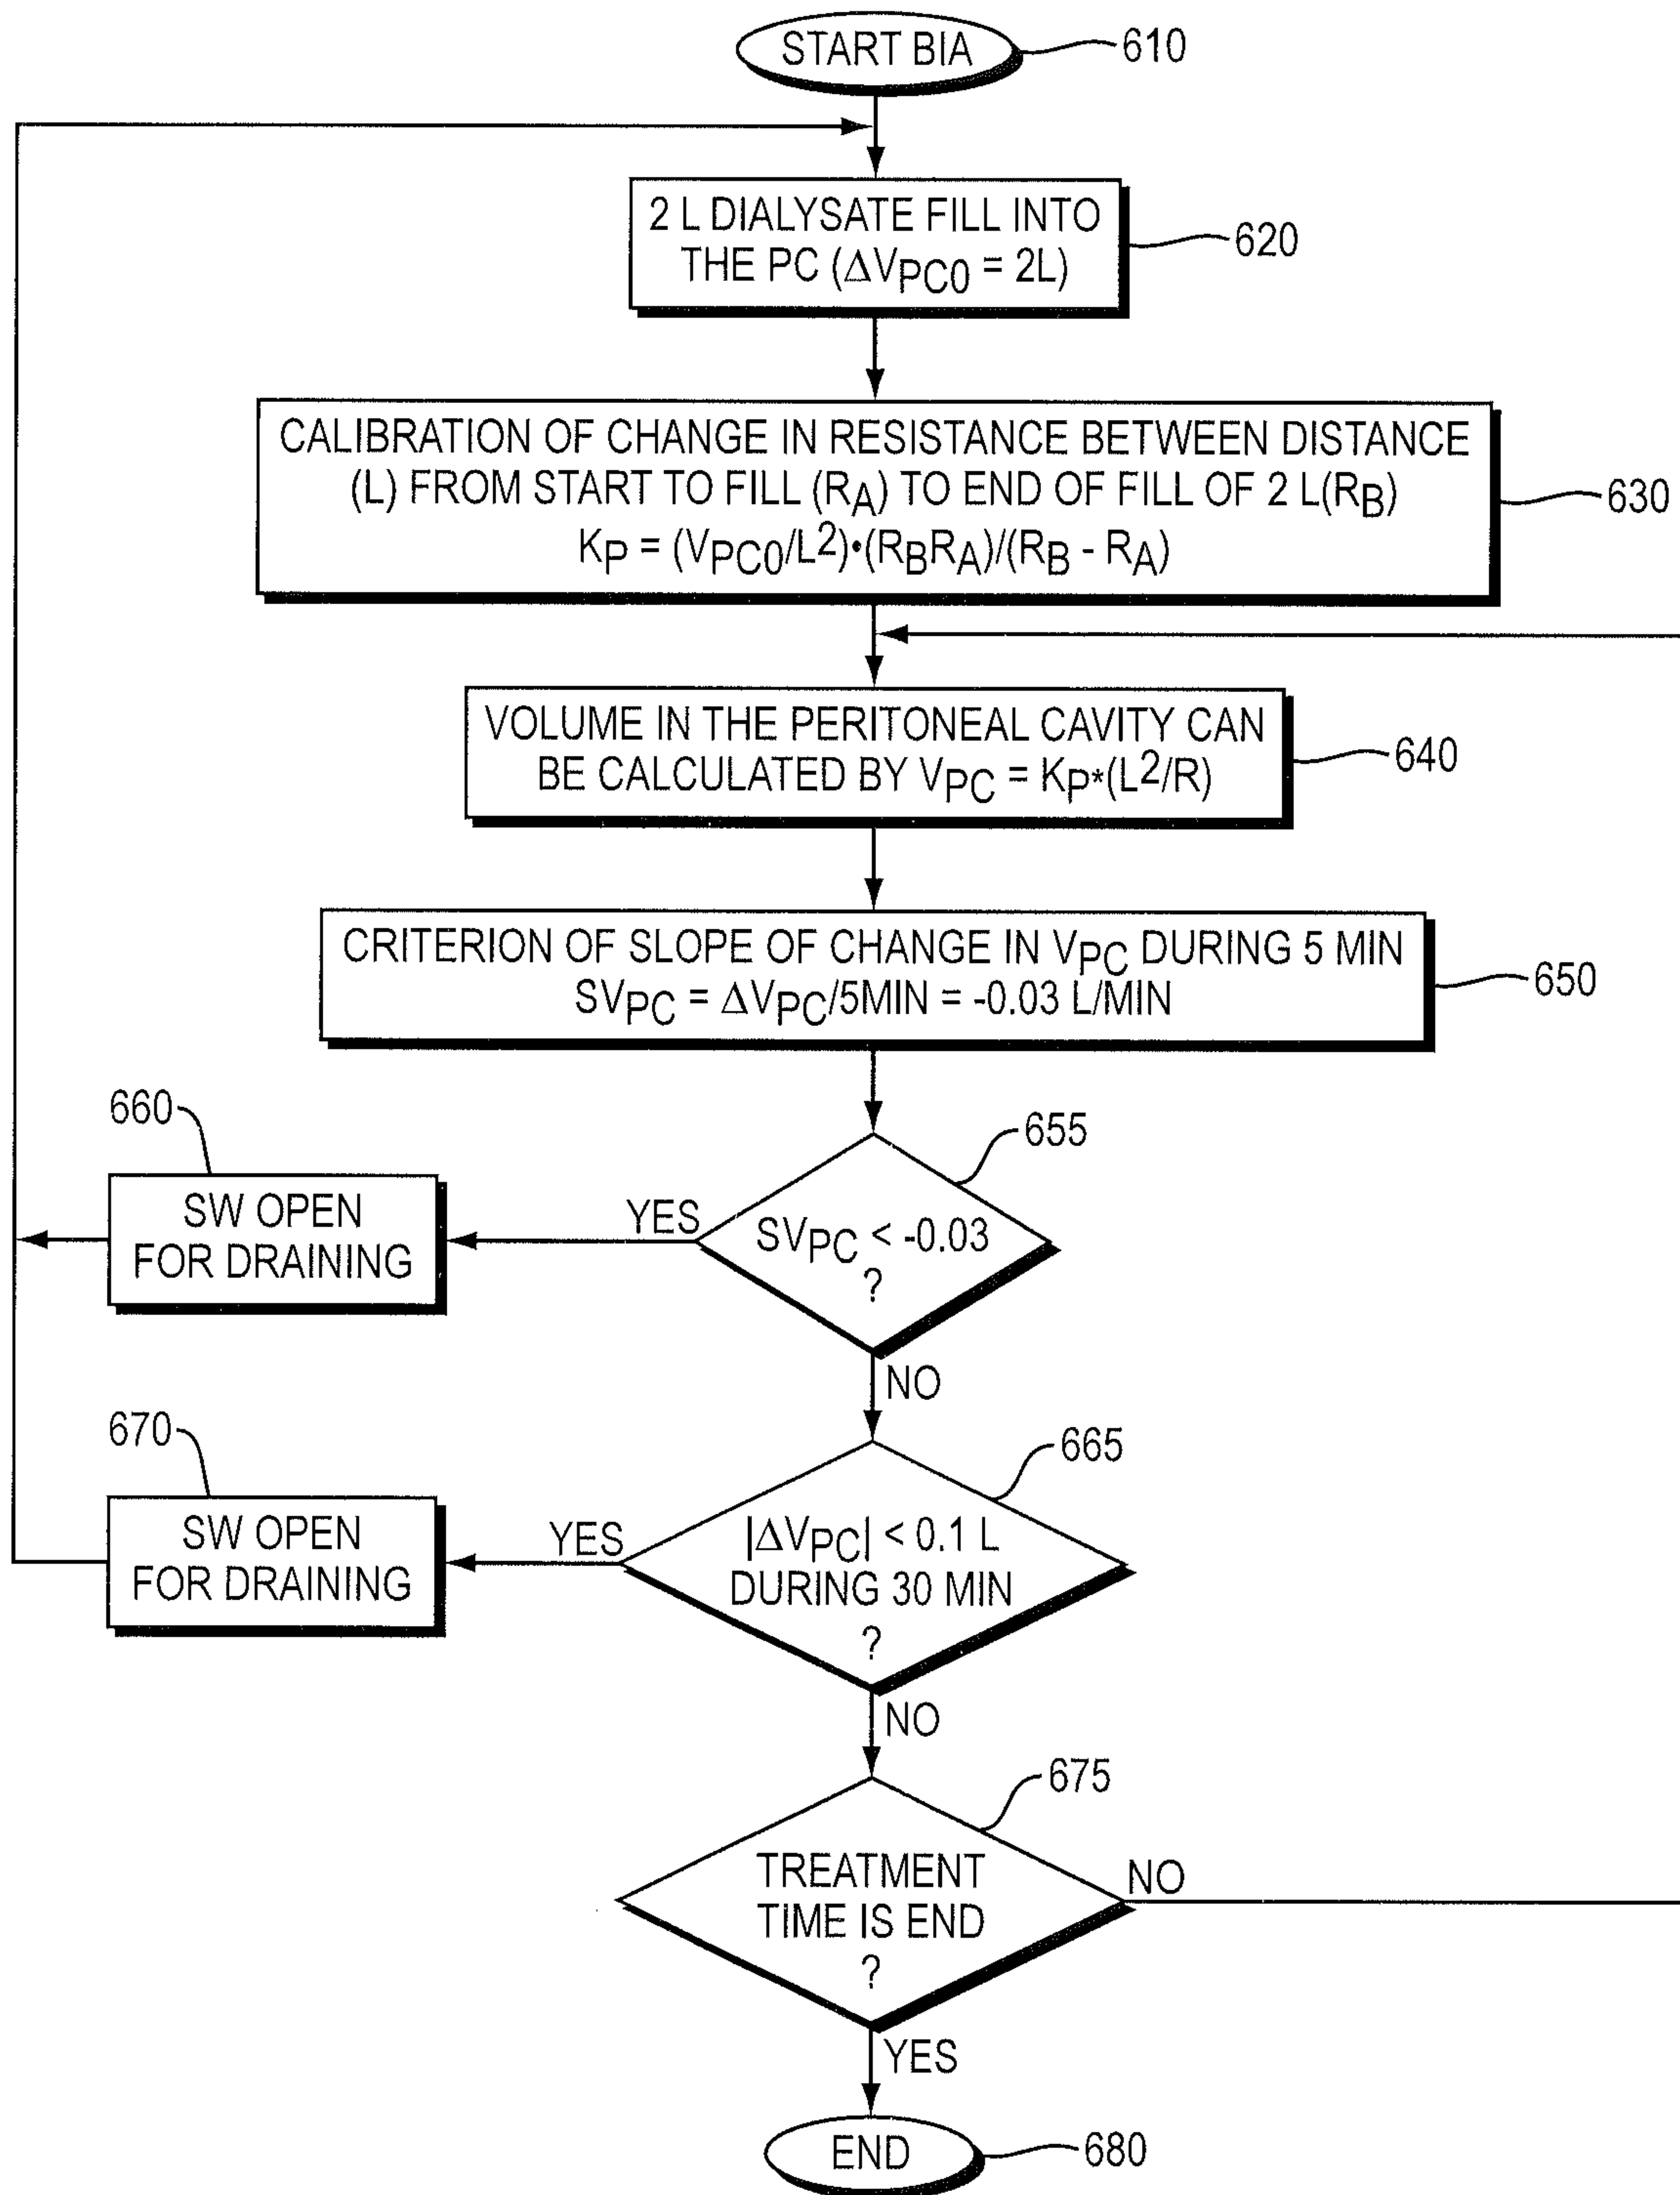 START BIA
610
2 L DIALYSATE FILL INTO
THE PC (ΔVPC0 = 2L)
620
CALIBRATION OF CHANGE IN RESISTANCE BETWEEN DISTANCE
(L) FROM START TO FILL (RA) TO END OF FILL OF 2 L(RB)
KP = (VPC0/L²)•(RBRA)/(RB - RA)
630
VOLUME IN THE PERITONEAL CAVITY CAN
BE CALCULATED BY VPC = KP*(L²/R)
640
CRITERION OF SLOPE OF CHANGE IN VPC DURING 5 MIN
SVPC = ΔVPC/5MIN = -0.03 L/MIN
650
660
SW OPEN
FOR DRAINING
YES
655
SVPC < -0.03
?
NO
670
SW OPEN
FOR DRAINING
YES
665
|ΔVPC| < 0.1 L
DURING 30 MIN
?
NO
675
TREATMENT
TIME IS END
?
NO
YES
END
680